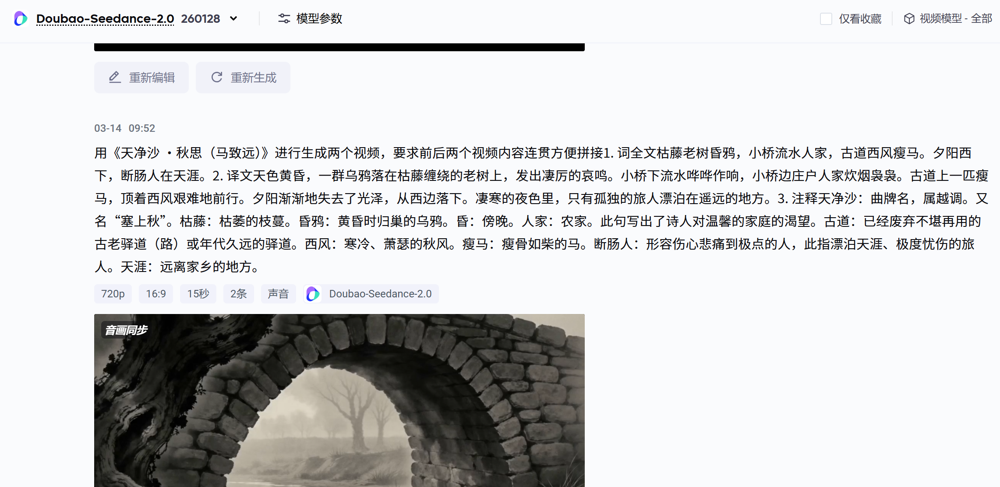 Doubao-Seedance-2.0 260128 模型参数 仅看收藏 视频模型 - 全部
重新编辑 重新生成
03-14 09:52
用《天净沙 · 秋思（马致远）》进行生成两个视频，要求前后两个视频内容连贯方便拼接1. 词全文枯藤老树昏鸦，小桥流水人家，古道西风瘦马。夕阳西
下，断肠人在天涯。2. 译文天色黄昏，一群乌鸦落在枯藤缠绕的老树上，发出凄厉的哀鸣。小桥下流水哗哗作响，小桥边庄户人家炊烟袅袅。古道上一匹瘦
马，顶着西风艰难地前行。夕阳渐渐地失去了光泽，从西边落下。凄寒的夜色里，只有孤独的旅人漂泊在遥远的地方。3. 注释天净沙：曲牌名，属越调。又
名“塞上秋”。枯藤：枯萎的枝蔓。昏鸦：黄昏时归巢的乌鸦。昏：傍晚。人家：农家。此句写出了诗人对温馨的家庭的渴望。古道：已经废弃不堪再用的
古老驿道（路）或年代久远的驿道。西风：寒冷、萧瑟的秋风。瘦马：瘦骨如柴的马。断肠人：形容伤心悲痛到极点的人，此指漂泊天涯、极度忧伤的旅
人。天涯：远离家乡的地方。
720p 16:9 15秒 2条 声音 Doubao-Seedance-2.0
音画同步